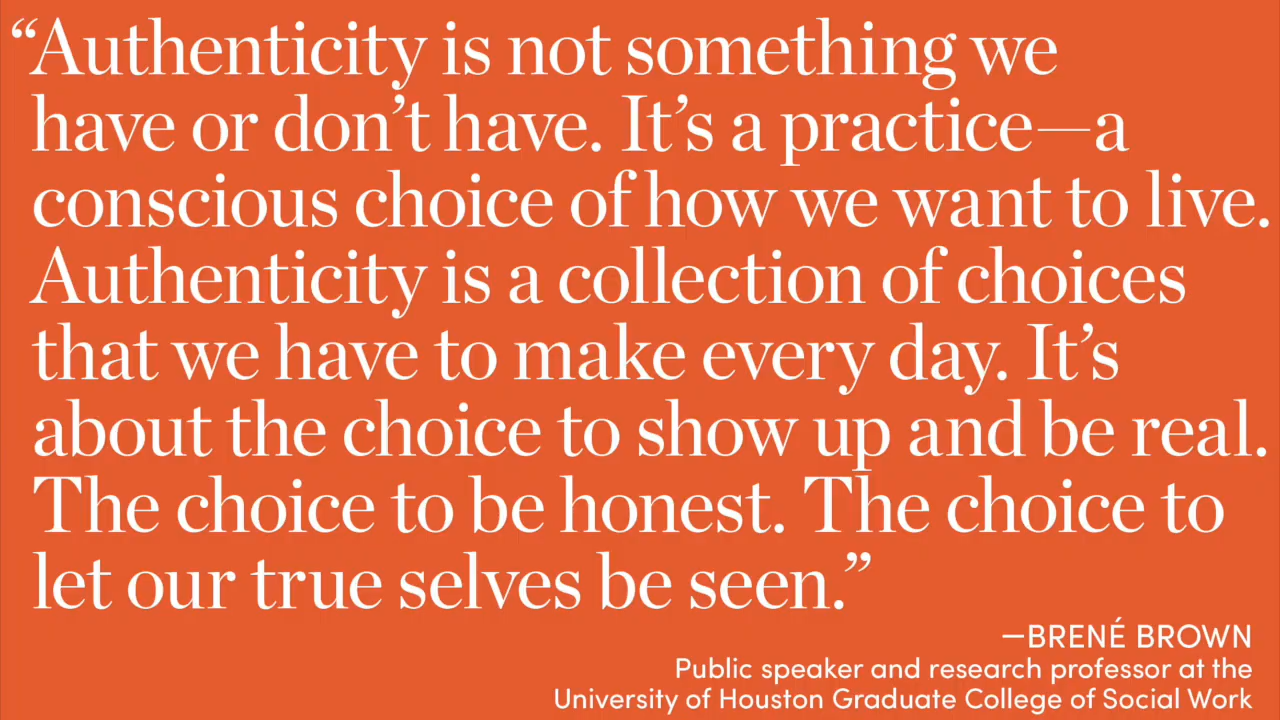 “Authenticity is not something we
have or don’t have. It’s a practice—a
conscious choice of how we want to live.
Authenticity is a collection of choices
that we have to make every day. It’s
about the choice to show up and be real.
The choice to be honest. The choice to
let our true selves be seen.”
—BRENÉ BROWN
Public speaker and research professor at the
University of Houston Graduate College of Social Work